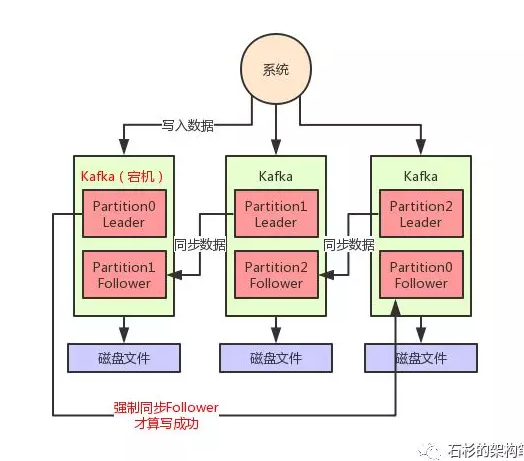 系统
写入数据
Kafka（宕机）
Kafka
Kafka
Partition0
Leader
Partition1
Leader
Partition2
Leader
同步数据
同步数据
Partition1
Follower
Partition2
Follower
Partition0
Follower
磁盘文件
磁盘文件
磁盘文件
强制同步Follower
才算写成功
石杉的架构笔